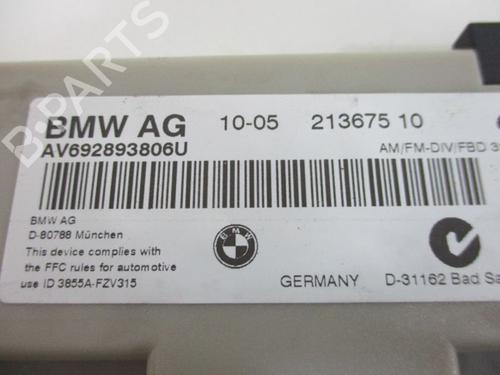 BMW AG 10-05 213675 10
AV692893806U AM/FM-DIV/FBD
BMW AG
D-80788 München
This device complies with
the FFC rules for automotive
use ID 3855A-FZV315
BMW
GERMANY D-31162 Bad
B-PARTS